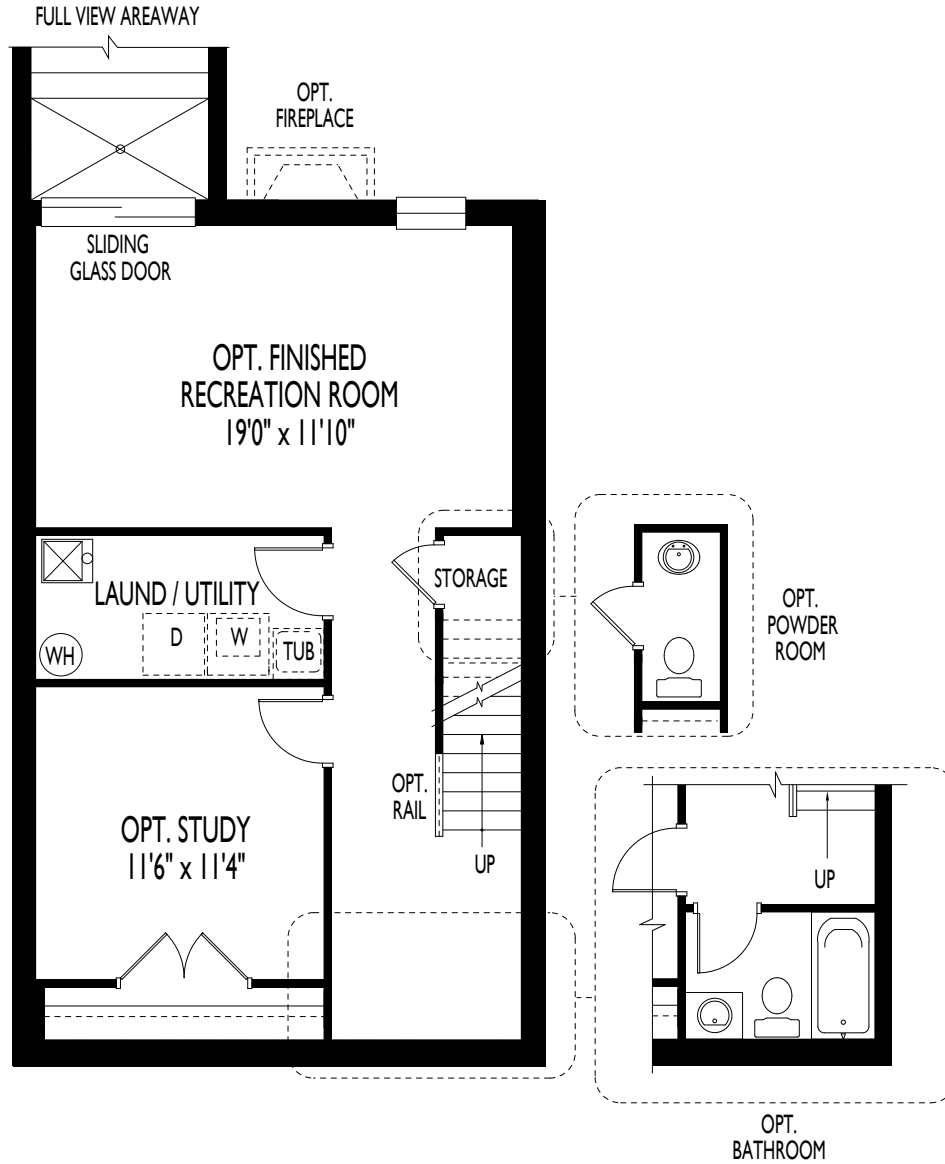 FULL VIEW AREAWAY
OPT.
FIREPLACE
SLIDING
GLASS DOOR
OPT. FINISHED
RECREATION ROOM
19'0" x 11'10"
LAUND / UTILITY
STORAGE
D
W
TUB
WH
OPT.
POWDER
ROOM
OPT.
RAIL
OPT. STUDY
11'6" x 11'4"
UP
UP
OPT.
BATHROOM